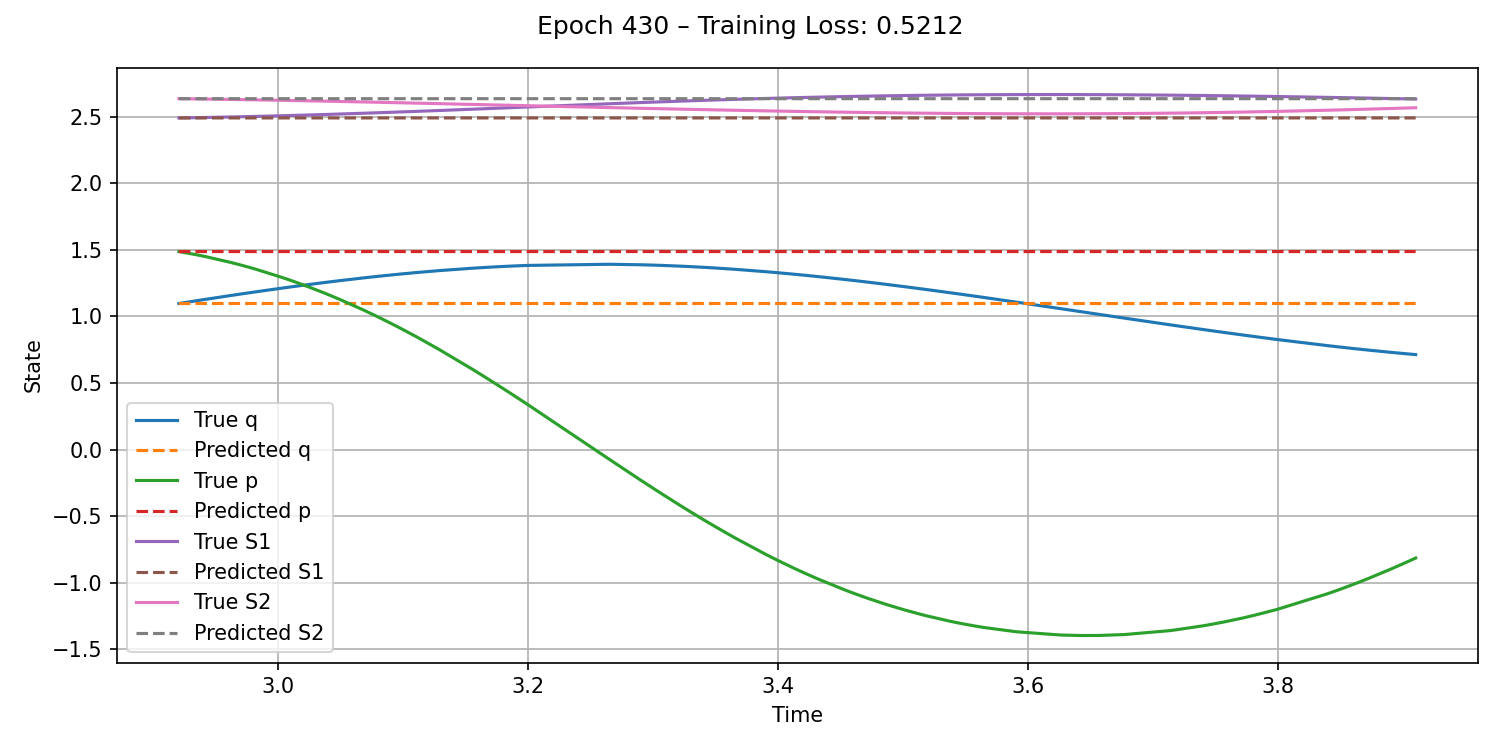 Epoch 430 – Training Loss: 0.5212
2.5
2.0
1.5
1.0
0.5
0.0
−0.5
−1.0
−1.5
State
True q
Predicted q
True p
Predicted p
True S1
Predicted S1
True S2
Predicted S2
3.0 3.2 3.4 3.6 3.8
Time